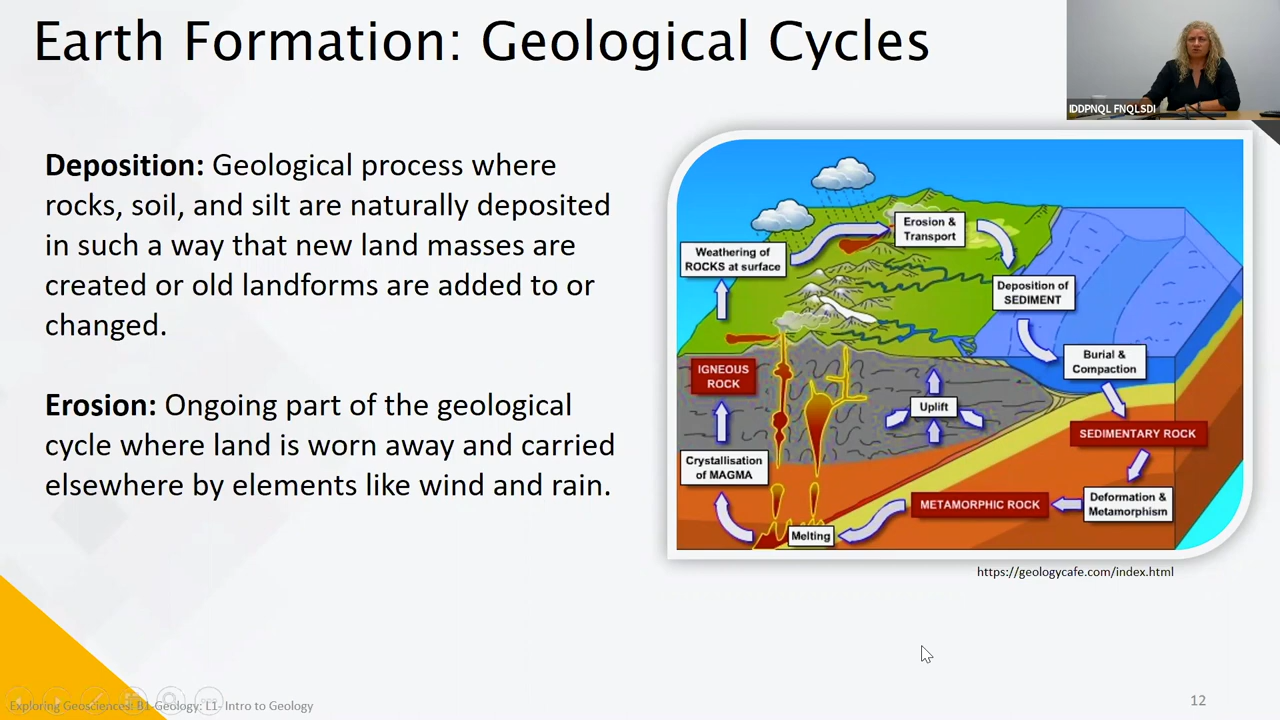 Earth Formation: Geological Cycles
IDDPNQL FNQLSDI
Deposition: Geological process where
rocks, soil, and silt are naturally deposited
in such a way that new land masses are
created or old landforms are added to or
changed.
Erosion: Ongoing part of the geological
cycle where land is worn away and carried
elsewhere by elements like wind and rain.
Erosion &
Transport
Weathering of
ROCKS at surface
Deposition of
SEDIMENT
Burial &
Compaction
IGNEOUS
ROCK
Uplift
SEDIMENTARY ROCK
Crystallisation
of MAGMA
METAMORPHIC ROCK
Deformation &
Metamorphism
Melting
https://geologycafe.com/index.html
Exploring Geosciences: B1-Geology: L1- Intro to Geology
12